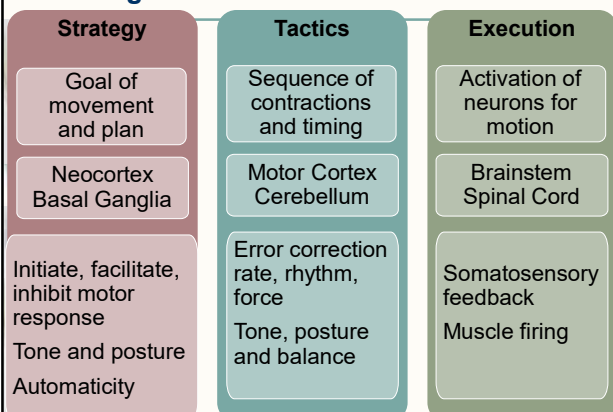 Strategy
Goal of
movement
and plan
Neocortex
Basal Ganglia
Initiate, facilitate,
inhibit motor
response
Tone and posture
Automaticity
Tactics
Sequence of
contractions
and timing
Motor Cortex
Cerebellum
Error correction
rate, rhythm,
force
Tone, posture
and balance
Execution
Activation of
neurons for
motion
Brainstem
Spinal Cord
Somatosensory
feedback
Muscle firing